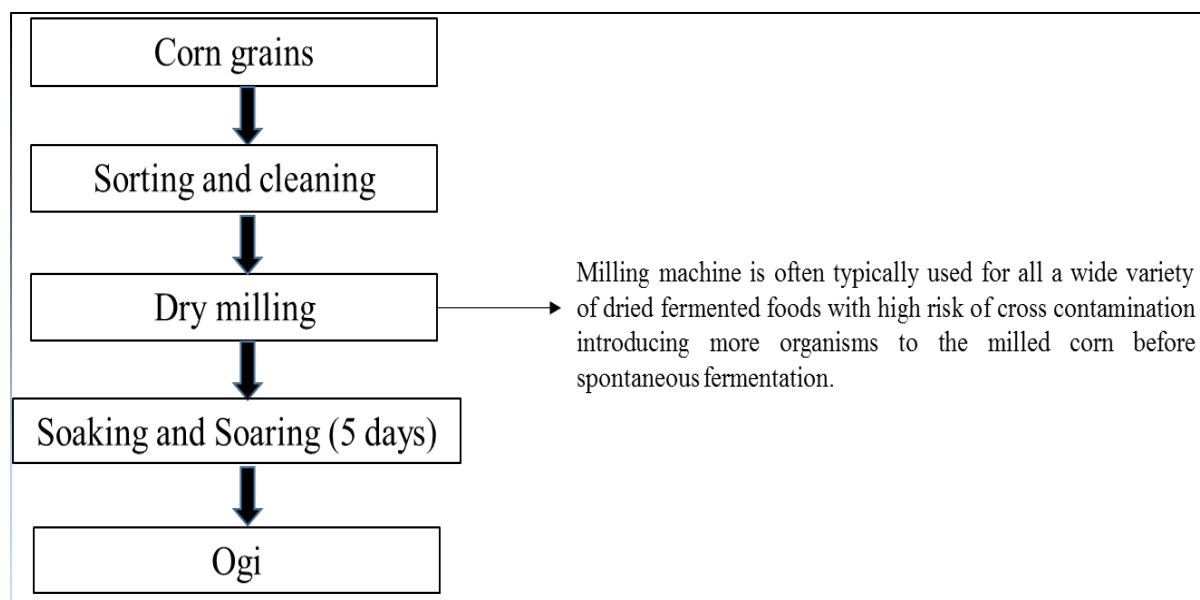 Corn grains
Sorting and cleaning
Dry milling
Milling machine is often typically used for all a wide variety
of dried fermented foods with high risk of cross contamination
introducing more organisms to the milled corn before
spontaneous fermentation.
Soaking and Soaring (5 days)
Ogi